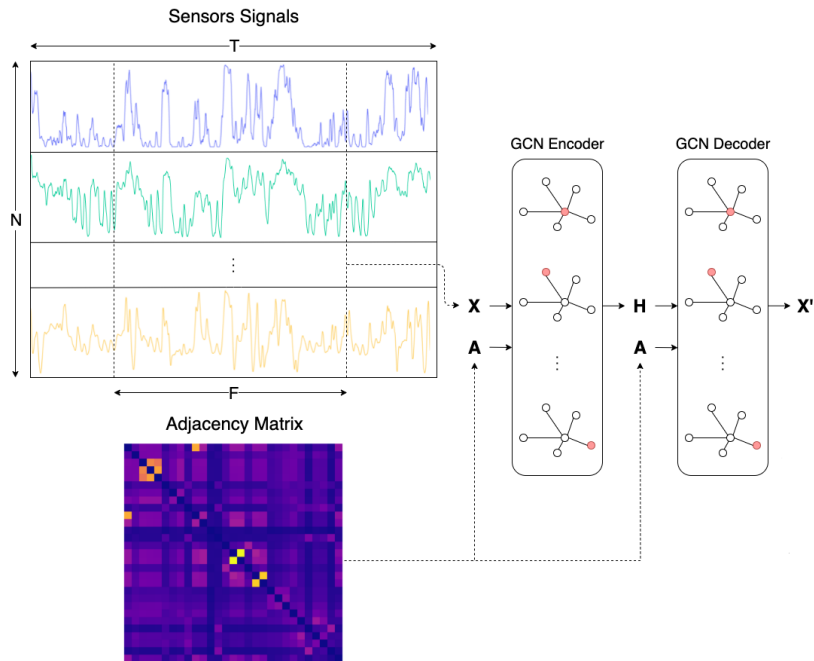 Sensors Signals
T
N
F
Adjacency Matrix
GCN Encoder
GCN Decoder
X
H
X'
A
A